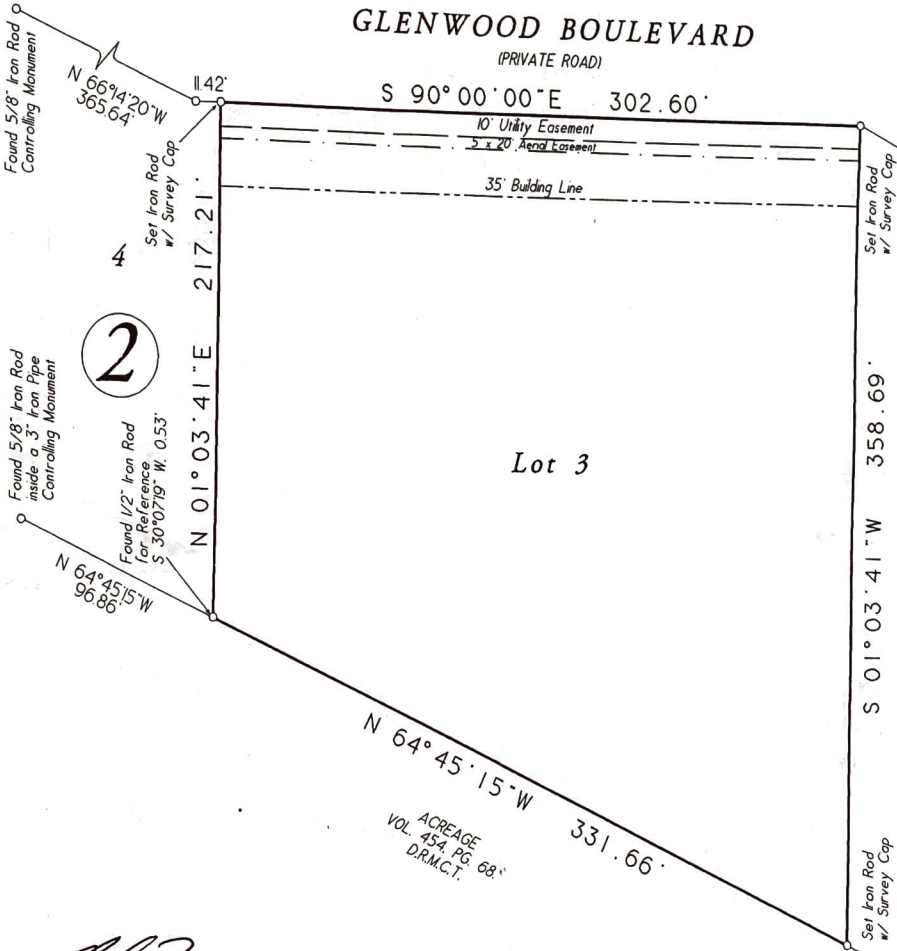 GLENWOOD BOULEVARD
(PRIVATE ROAD)
Found 5/8" Iron Rod
Controlling Monument
N 66°14'20"W
365.64'
11.42'
S 90°00'00"E 302.60'
10' Utility Easement
5' x 20' Aerial Easement
35' Building Line
Set Iron Rod
w/ Survey Cap
Set Iron Rod
w/ Survey Cap
4
2
N 01°03'41"E 217.21'
Found 5/8" Iron Rod
inside a 3" Iron Pipe
Controlling Monument
Found 1/2" Iron Rod
for Reference
S 30°07'19" W. 0.53'
N 64°45'15"W
96.86'
Lot 3
S 01°03'41"W 358.69'
N 64°45'15"W 331.66'
ACREAGE
VOL. 454, PG. 68
D.R.M.C.T.
Set Iron Rod
w/ Survey Cap